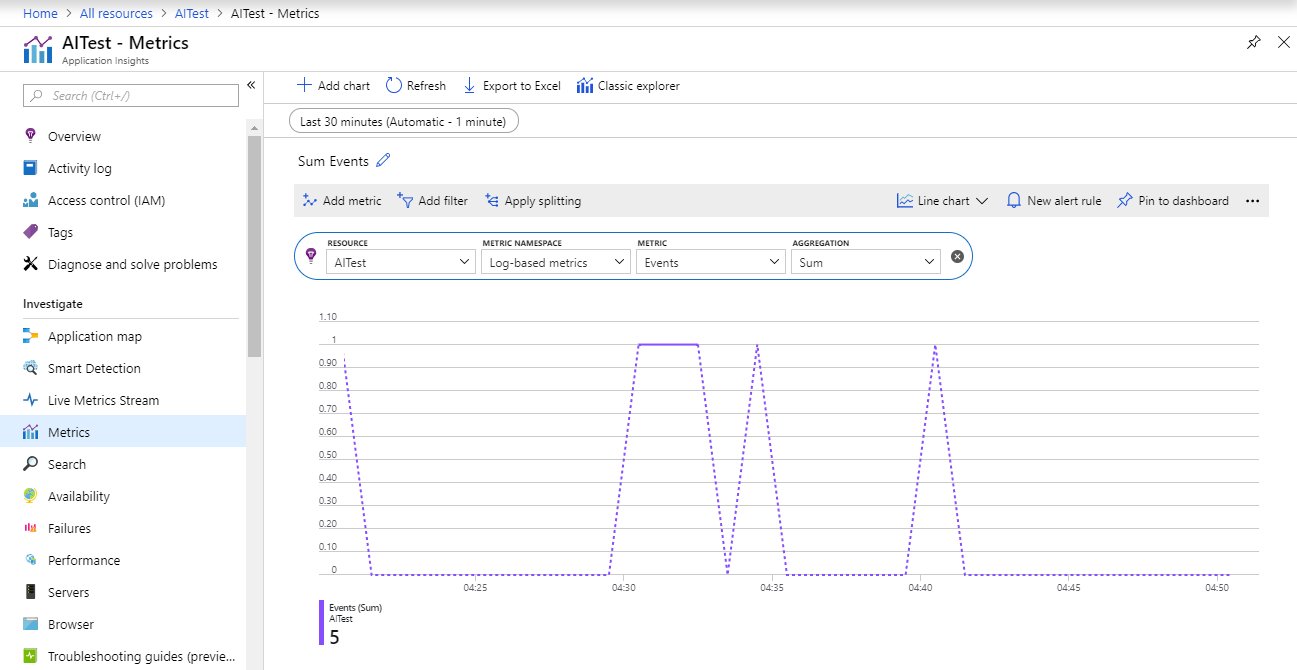 Home > All resources > AITest > AITest - Metrics
AITest - Metrics
Application Insights
Search (Ctrl+/)
«
Overview
Activity log
Access control (IAM)
Tags
Diagnose and solve problems
Investigate
Application map
Smart Detection
Live Metrics Stream
Metrics
Search
Availability
Failures
Performance
Servers
Browser
Troubleshooting guides (previe...
Add chart Refresh Export to Excel Classic explorer
Last 30 minutes (Automatic - 1 minute)
Sum Events
Add metric Add filter Apply splitting Line chart New alert rule Pin to dashboard ...
RESOURCE METRIC NAMESPACE METRIC AGGREGATION
AITest Log-based metrics Events Sum
1.10
1
0.90
0.80
0.70
0.60
0.50
0.40
0.30
0.20
0.10
0
04:25 04:30 04:35 04:40 04:45 04:50
Events (Sum)
AITest
5